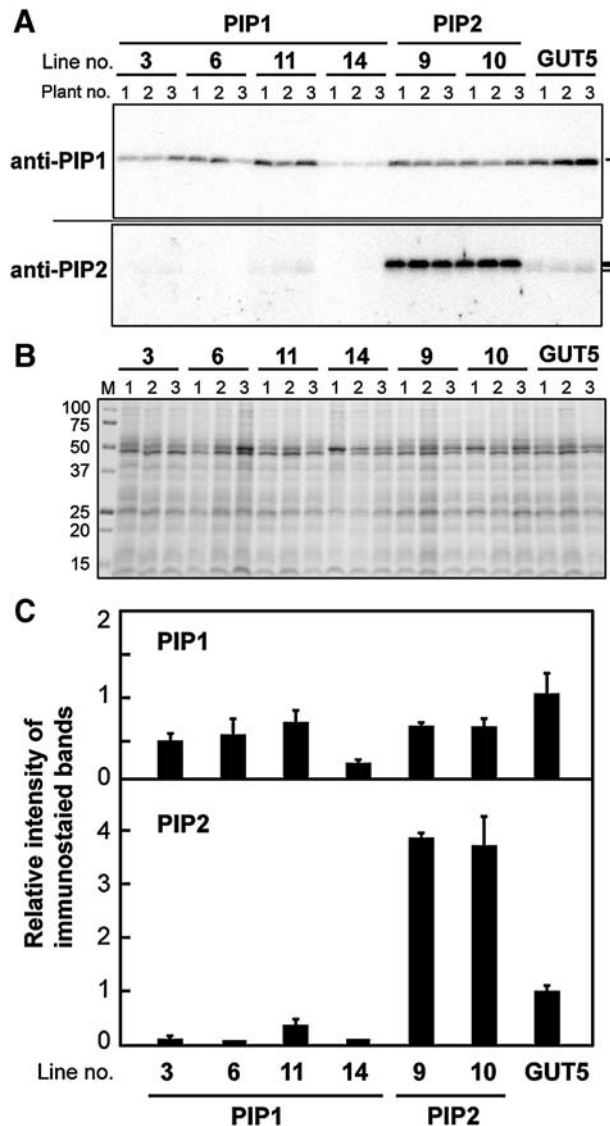 A
PIP1 PIP2
Line no. 3 6 11 14 9 10 GUT5
Plant no. 1 2 3 1 2 3 1 2 3 1 2 3 1 2 3 1 2 3 1 2 3
anti-PIP1
anti-PIP2
B
3 6 11 14 9 10 GUT5
M 1 2 3 1 2 3 1 2 3 1 2 3 1 2 3 1 2 3 1 2 3
100
75
50
37
25
20
15
C
Relative intensity of
immunostaied bands
2
PIP1
1
0
PIP2
4
3
2
1
0
Line no. 3 6 11 14 9 10 GUT5
PIP1 PIP2